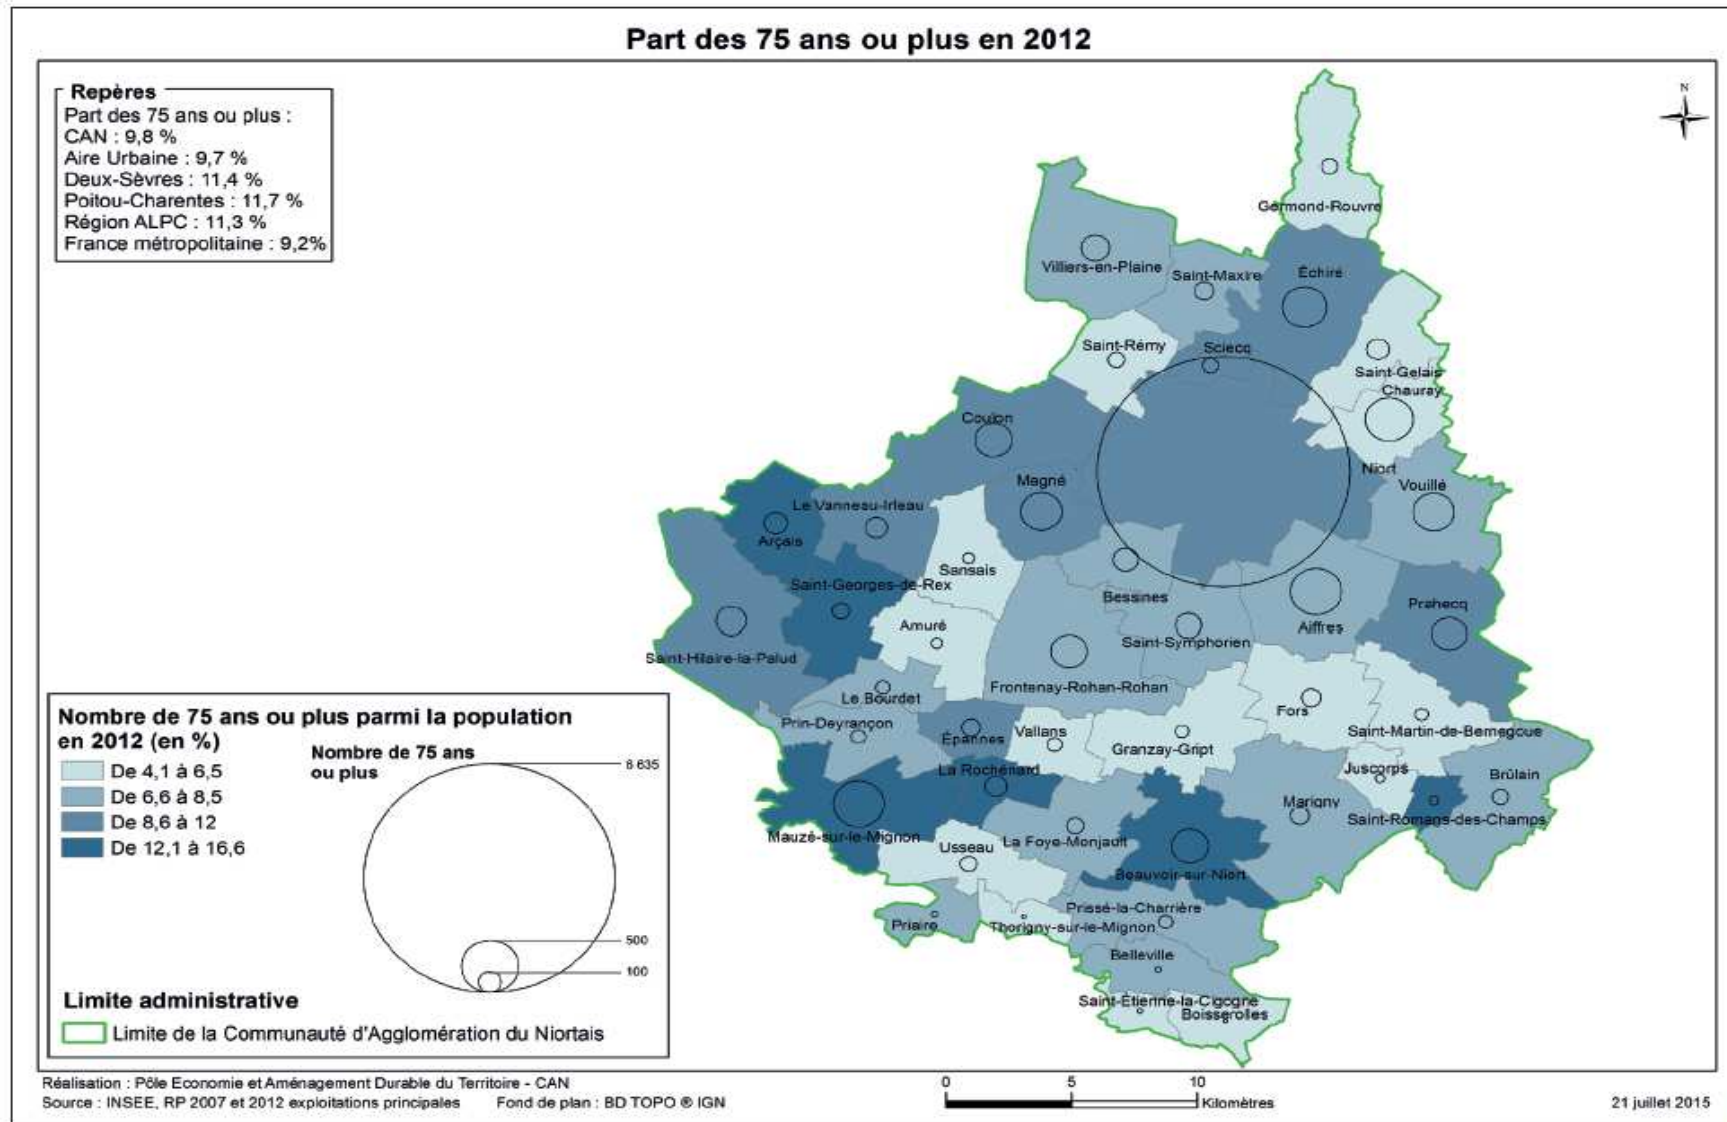 Part des 75 ans ou plus en 2012
Repères
Part des 75 ans ou plus :
CAN : 9,8 %
Aire Urbaine : 9,7 %
Deux-Sèvres : 11,4 %
Poitou-Charentes : 11,7 %
Région ALPC : 11,3 %
France métropolitaine : 9,2%
N
Germond-Rouvre
Villiers-en-Plaine
Saint-Maxire
Échiré
Saint-Rémy
Sciecq
Saint-Gelais
Chauray
Coulon
Niort
Magné
Vouillé
Le Vanneau-Irleau
Arçais
Sansais
Saint-Georges-de-Rex
Bessines
Prahecq
Amuré
Aiffres
Saint-Symphorien
Saint-Hilaire-la-Palud
Frontenay-Rohan-Rohan
Le Bourdet
Fors
Prin-Deyrançon
Épannes
Vallans
Granzay-Gript
Saint-Martin-de-Bernegoue
La Rochénard
Juscorps
Brûlain
Marigny
Saint-Romans-des-Champs
Mauzé-sur-le-Mignon
La Foye-Monjault
Usseau
Beauvoir-sur-Niort
Prissé-la-Charrière
Priaire
Thorigny-sur-le-Mignon
Belleville
Saint-Étienne-la-Cigogne
Boisserolles
Nombre de 75 ans ou plus parmi la population
en 2012 (en %)
De 4,1 à 6,5
De 6,6 à 8,5
De 8,6 à 12
De 12,1 à 16,6
Nombre de 75 ans
ou plus
6 635
500
100
Limite administrative
Limite de la Communauté d'Agglomération du Niortais
Réalisation : Pôle Economie et Aménagement Durable du Territoire - CAN
Source : INSEE, RP 2007 et 2012 exploitations principales Fond de plan : BD TOPO ® IGN
0 5 10
Kilomètres
21 juillet 2015